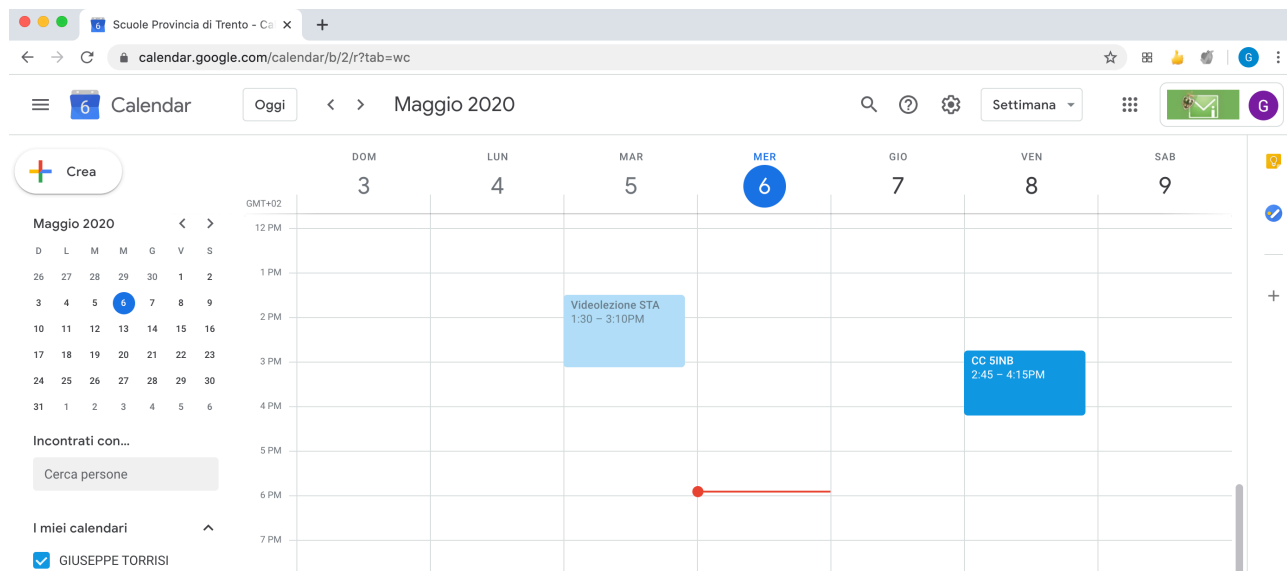 Scuole Provincia di Trento - Ca
calendar.google.com/calendar/b/2/r?tab=wc
G
6 Calendar Oggi Maggio 2020 Settimana G
Crea
DOM LUN MAR MER GIO VEN SAB
3 4 5 6 7 8 9
GMT+02
Maggio 2020
D L M M G V S
26 27 28 29 30 1 2
3 4 5 6 7 8 9
10 11 12 13 14 15 16
17 18 19 20 21 22 23
24 25 26 27 28 29 30
31 1 2 3 4 5 6
Incontrati con...
Cerca persone
I miei calendari
GIUSEPPE TORRISI
12 PM
1 PM
2 PM
3 PM
4 PM
5 PM
6 PM
7 PM
Videolezione STA
1:30 – 3:10PM
CC 5INB
2:45 – 4:15PM